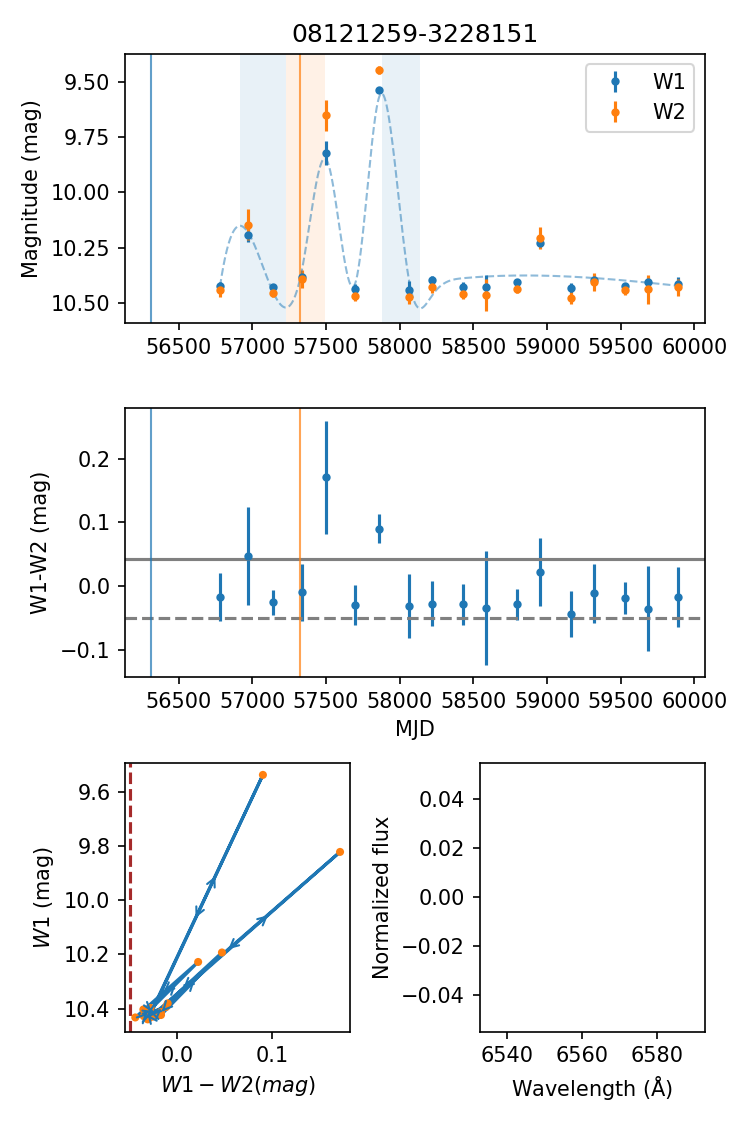 08121259-3228151
Magnitude (mag)
9.50
9.75
10.00
10.25
10.50
W1
W2
56500 57000 57500 58000 58500 59000 59500 60000
W1-W2 (mag)
0.2
0.1
0.0
−0.1
56500 57000 57500 58000 58500 59000 59500 60000
MJD
W1 (mag)
9.6
9.8
10.0
10.2
10.4
0.0 0.1
W1 − W2(mag)
Normalized flux
0.04
0.02
0.00
−0.02
−0.04
6540 6560 6580
Wavelength (Å)